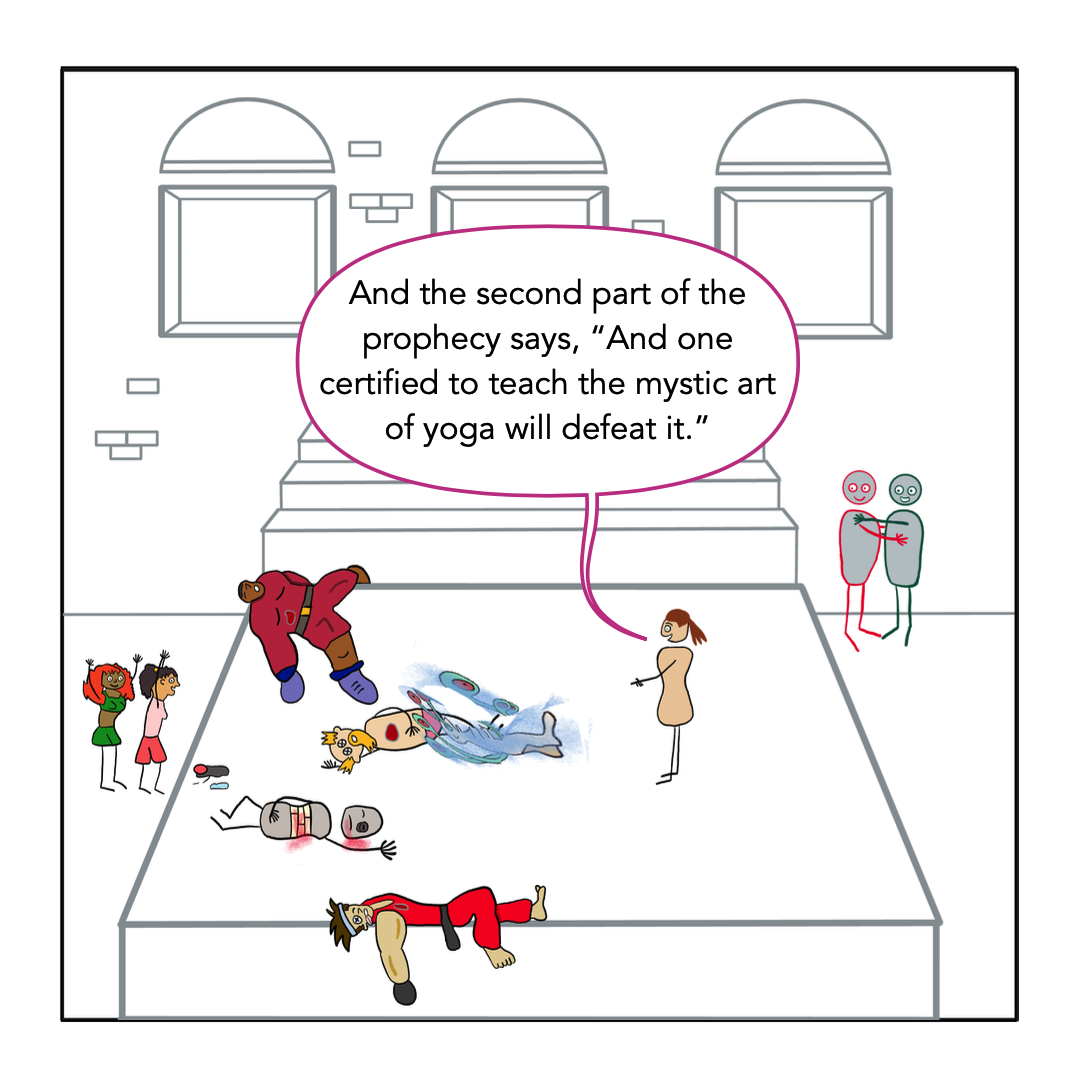 And the second part of the
prophecy says, “And one
certified to teach the mystic art
of yoga will defeat it.”